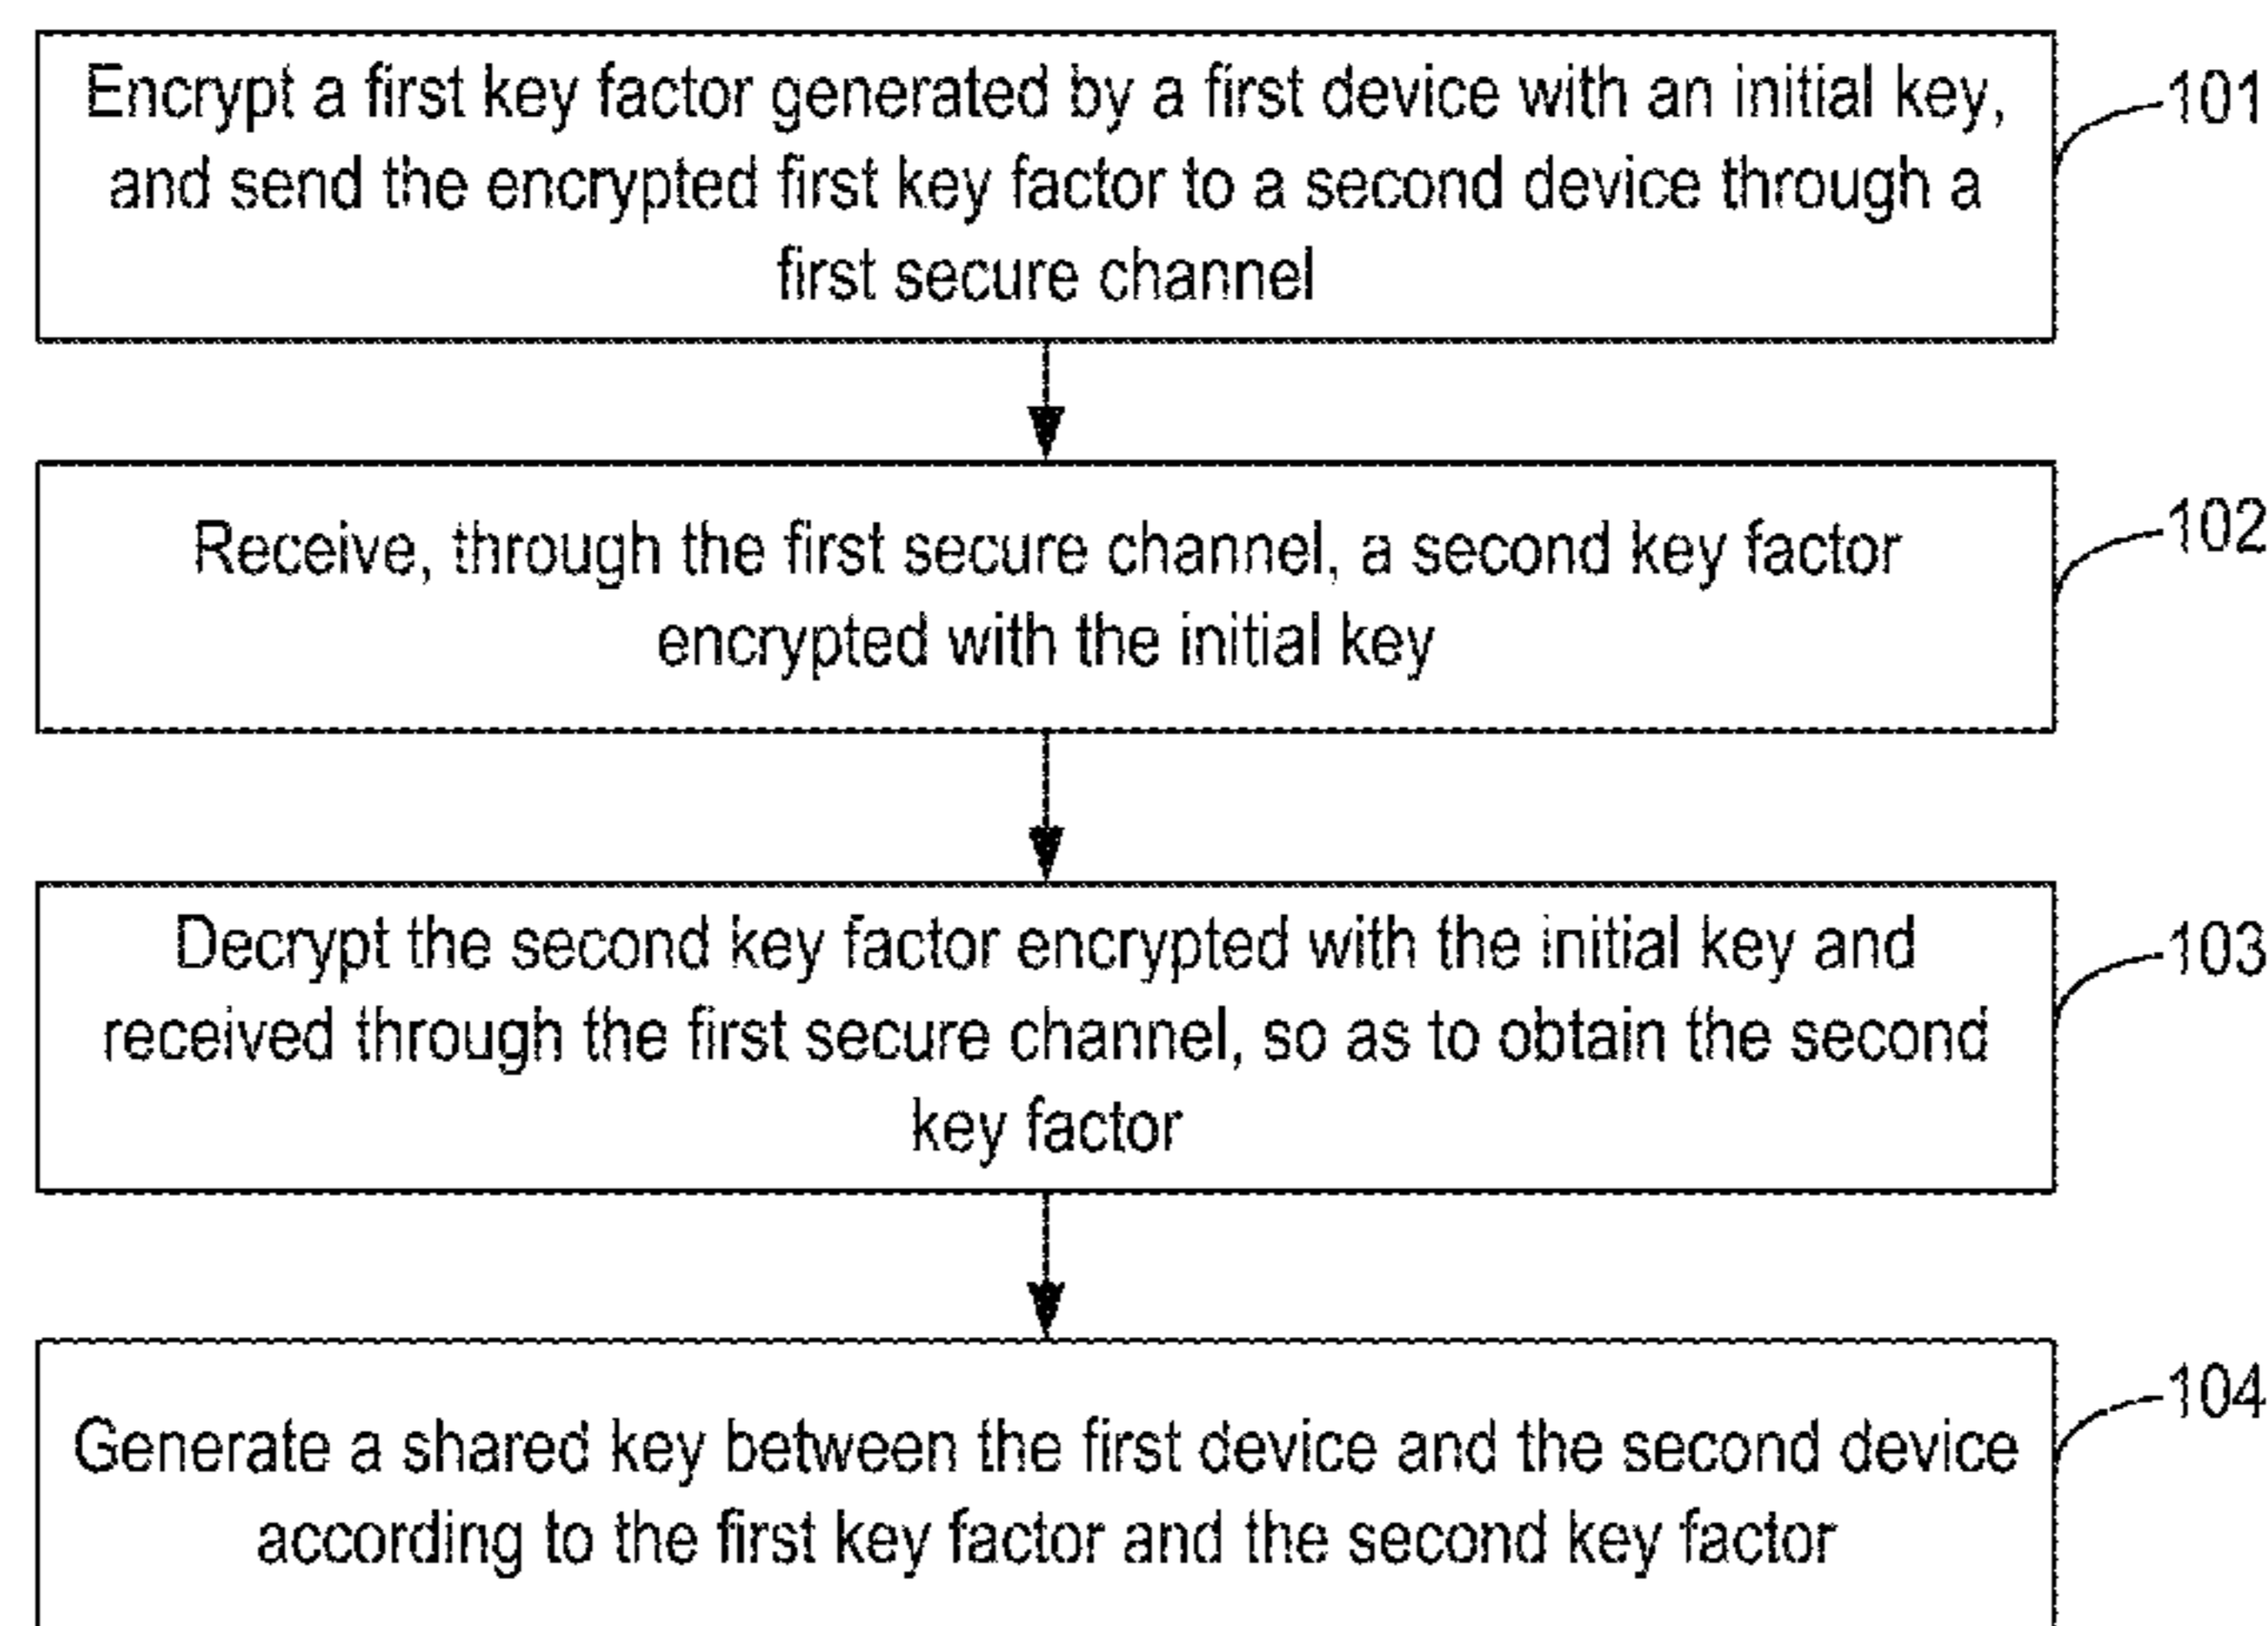 Encrypt a first key factor generated by a first device with an initial key,
and send the encrypted first key factor to a second device through a
first secure channel
101
Receive, through the first secure channel, a second key factor
encrypted with the initial key
102
Decrypt the second key factor encrypted with the initial key and
received through the first secure channel, so as to obtain the second
key factor
103
Generate a shared key between the first device and the second device
according to the first key factor and the second key factor
104